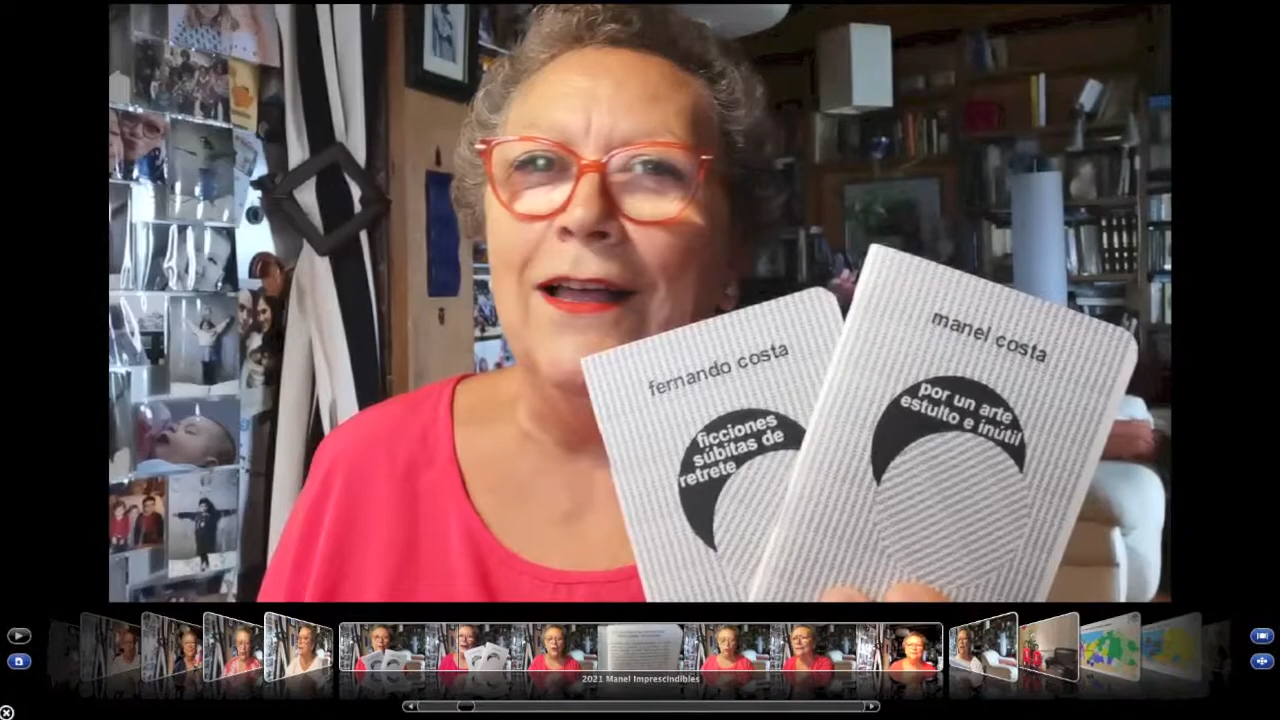 fernando costa
ficciones
súbitas de
retrete
manel costa
por un arte
estulto e inútil
2021 Manel Imprescindibles